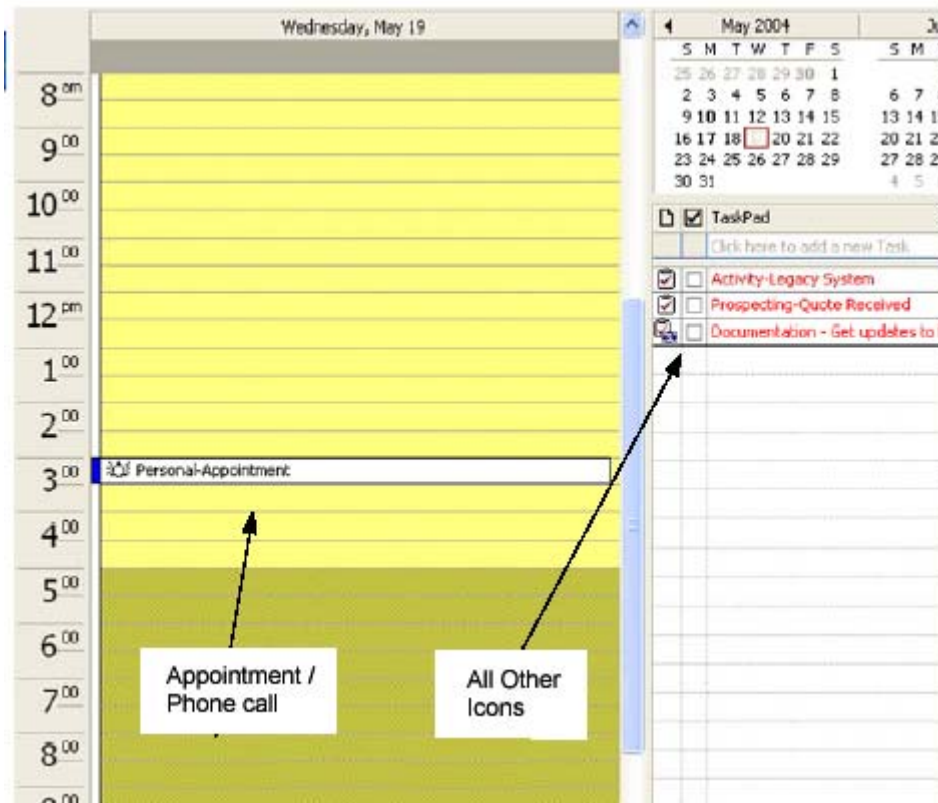 Wednesday, May 19
8 am
9 00
10 00
11 00
12 pm
1 00
2 00
3 00
Personal-Appointment
4 00
5 00
6 00
7 00
8 00
Appointment /
Phone call
All Other
Icons
May 2004
S M T W T F S
25 26 27 28 29 30 1
2 3 4 5 6 7 8
9 10 11 12 13 14 15
16 17 18 20 21 22
23 24 25 26 27 28 29
30 31
S M
6 7
13 14
20 21
27 28
4 5
TaskPad
Click here to add a new Task
Activity-Legacy System
Prospecting-Quote Received
Documentation - Get updates to